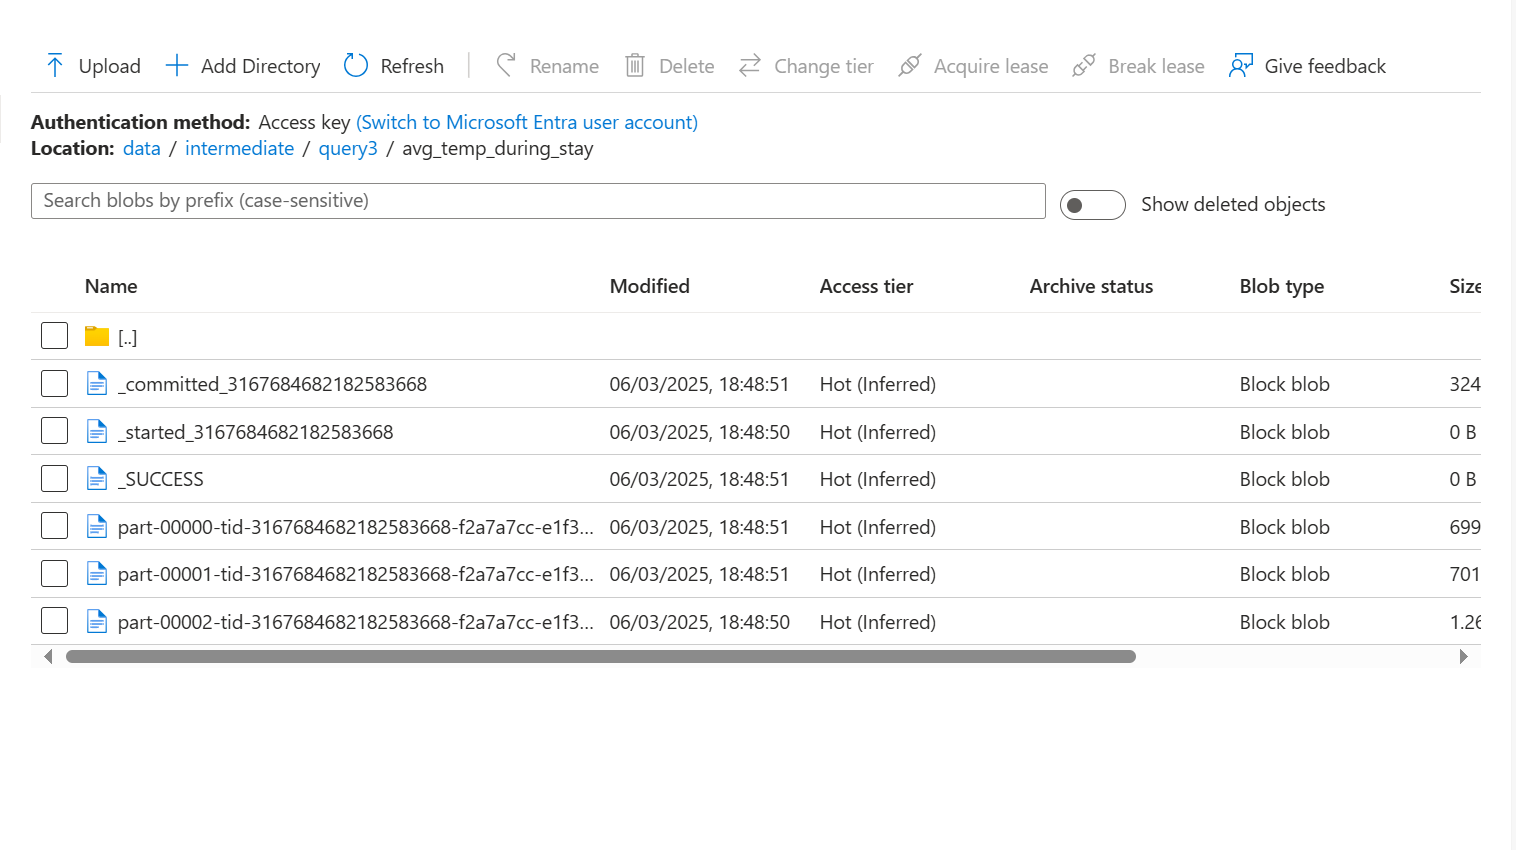 Upload Add Directory Refresh Rename Delete Change tier Acquire lease Break lease Give feedback
Authentication method: Access key (Switch to Microsoft Entra user account)
Location: data / intermediate / query3 / avg_temp_during_stay
Search blobs by prefix (case-sensitive) Show deleted objects
Name Modified Access tier Archive status Blob type Size
[..]
_committed_3167684682182583668 06/03/2025, 18:48:51 Hot (Inferred) Block blob 324
_started_3167684682182583668 06/03/2025, 18:48:50 Hot (Inferred) Block blob 0 B
_SUCCESS 06/03/2025, 18:48:51 Hot (Inferred) Block blob 0 B
part-00000-tid-3167684682182583668-f2a7a7cc-e1f3... 06/03/2025, 18:48:51 Hot (Inferred) Block blob 699
part-00001-tid-3167684682182583668-f2a7a7cc-e1f3... 06/03/2025, 18:48:51 Hot (Inferred) Block blob 701
part-00002-tid-3167684682182583668-f2a7a7cc-e1f3... 06/03/2025, 18:48:50 Hot (Inferred) Block blob 1.26